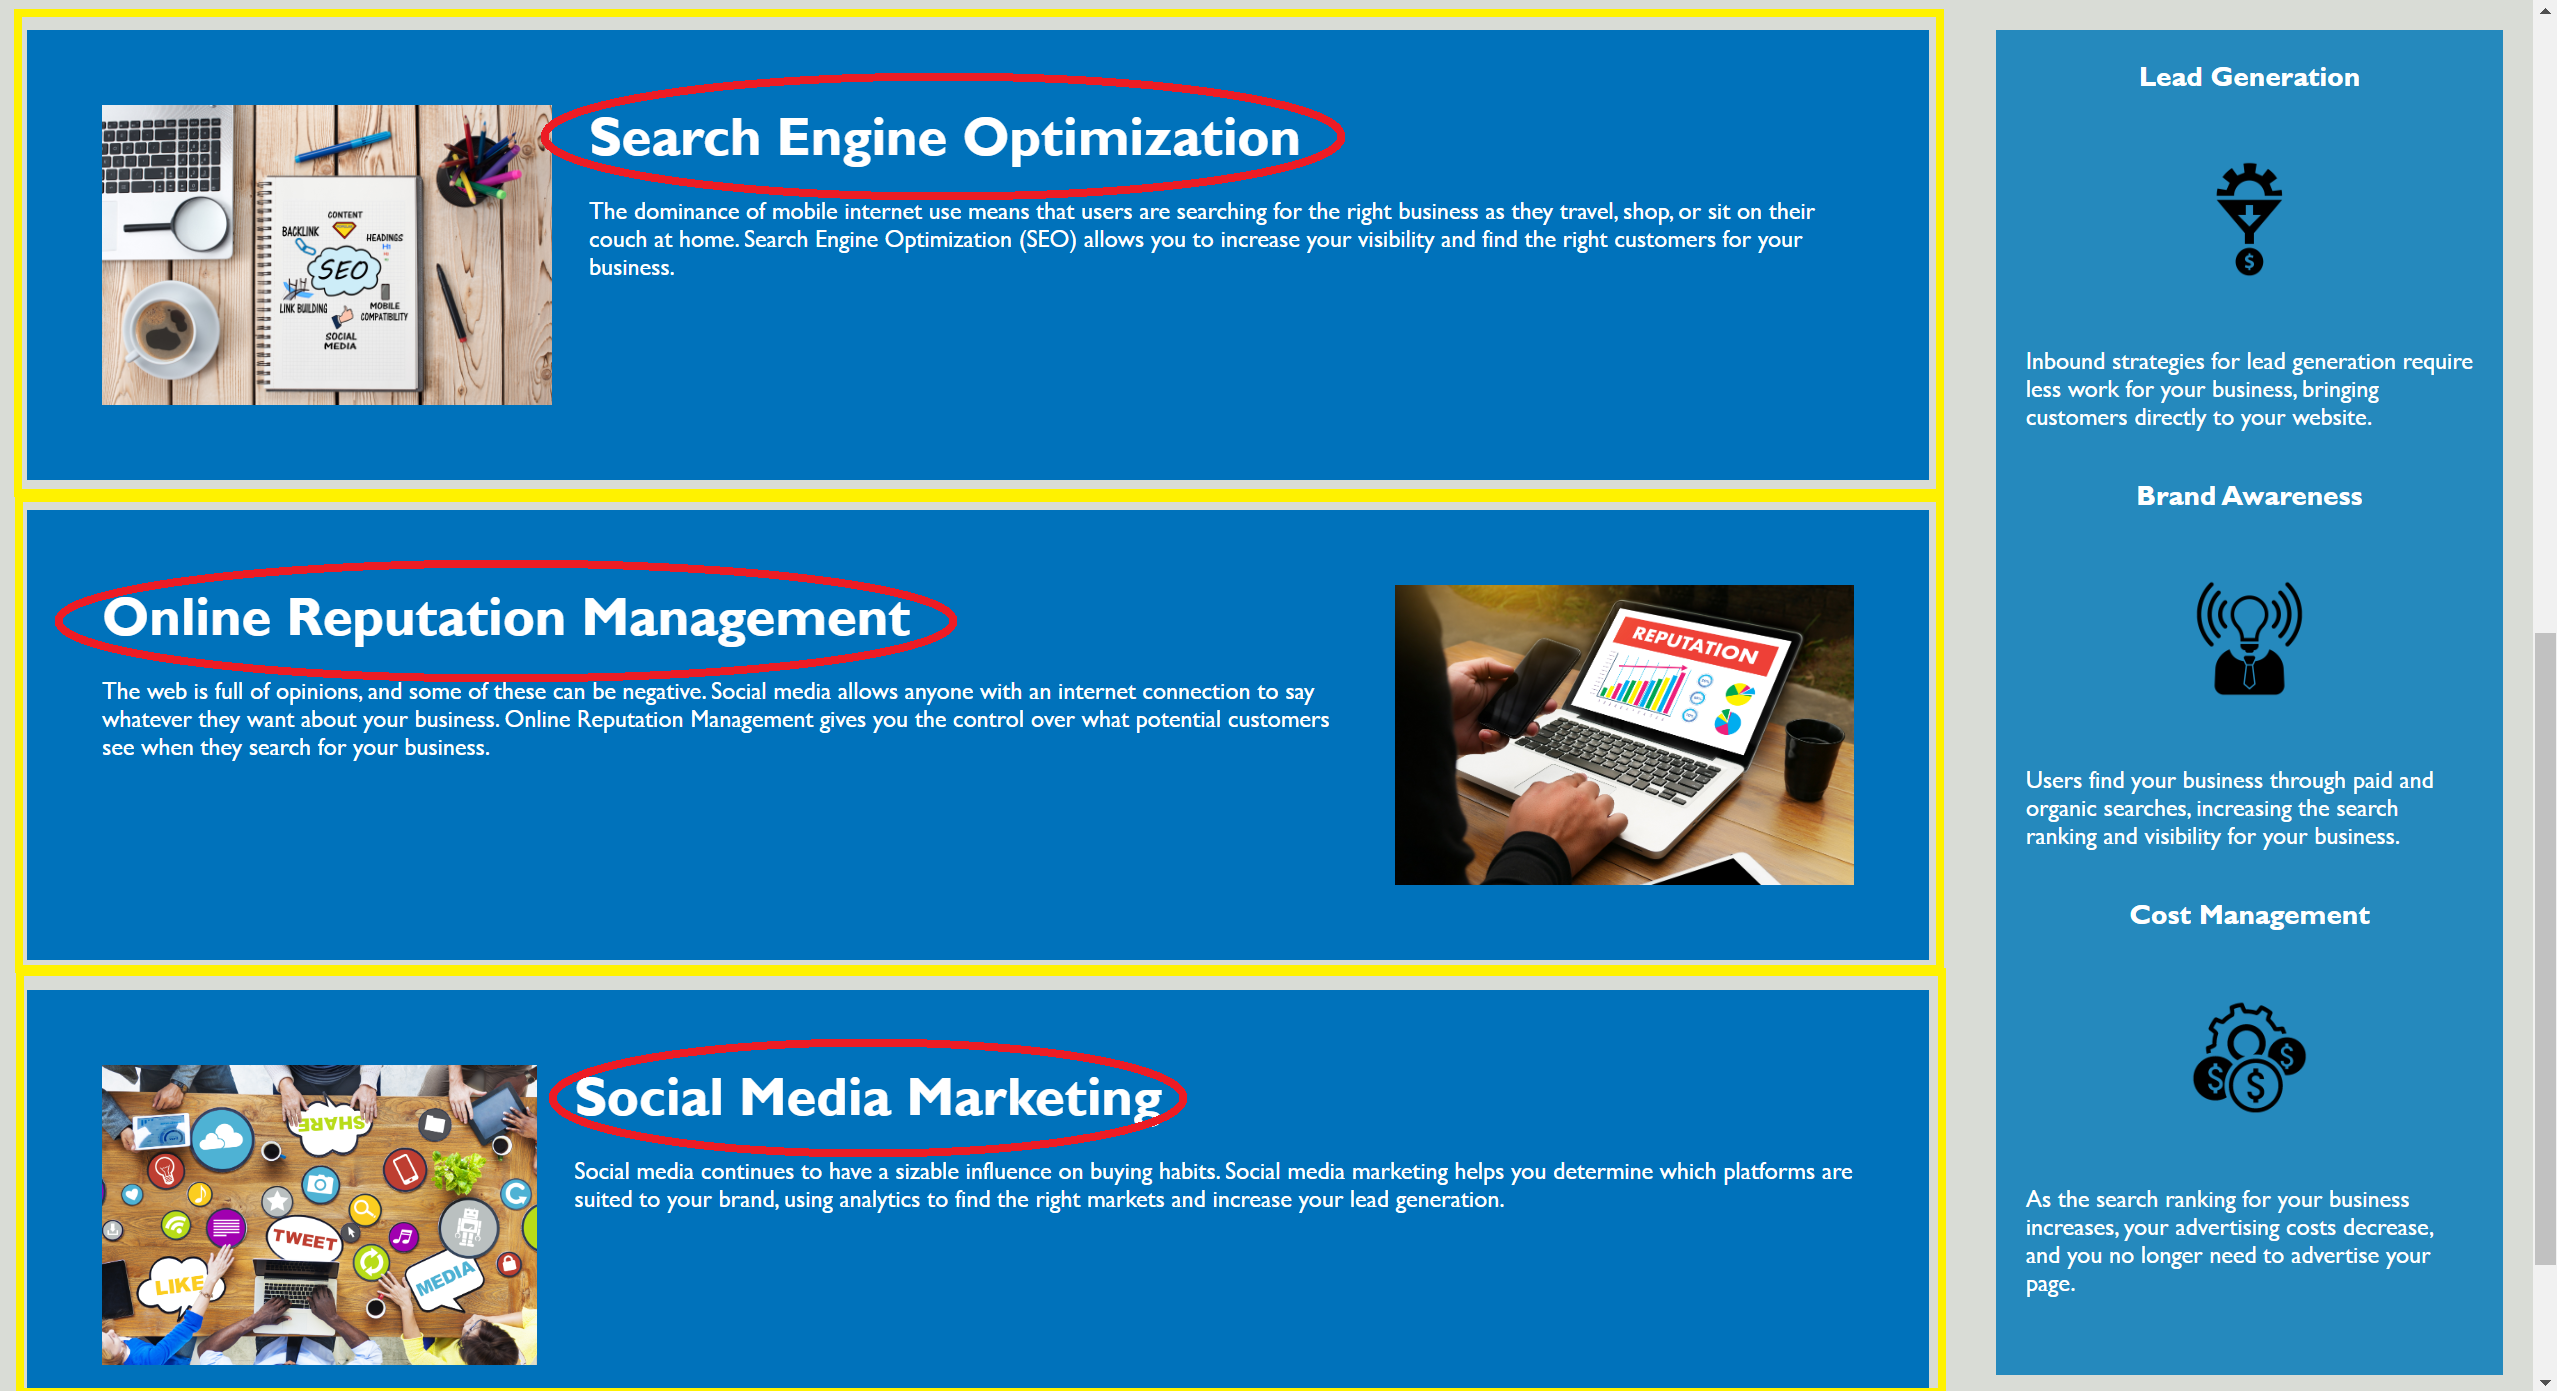 Search Engine Optimization
The dominance of mobile internet use means that users are searching for the right business as they travel, shop, or sit on their
couch at home. Search Engine Optimization (SEO) allows you to increase your visibility and find the right customers for your
business.
CONTENT
BACKLINK
HEADINGS
H1
SEO
LINK BUILDING
MOBILE
COMPATIBILITY
SOCIAL
MEDIA
Online Reputation Management
The web is full of opinions, and some of these can be negative. Social media allows anyone with an internet connection to say
whatever they want about your business. Online Reputation Management gives you the control over what potential customers
see when they search for your business.
REPUTATION
Social Media Marketing
Social media continues to have a sizable influence on buying habits. Social media marketing helps you determine which platforms are
suited to your brand, using analytics to find the right markets and increase your lead generation.
SHARE
TWEET
LIKE
MEDIA
Lead Generation
$
Inbound strategies for lead generation require
less work for your business, bringing
customers directly to your website.
Brand Awareness
Users find your business through paid and
organic searches, increasing the search
ranking and visibility for your business.
Cost Management
$
$
$
As the search ranking for your business
increases, your advertising costs decrease,
and you no longer need to advertise your
page.